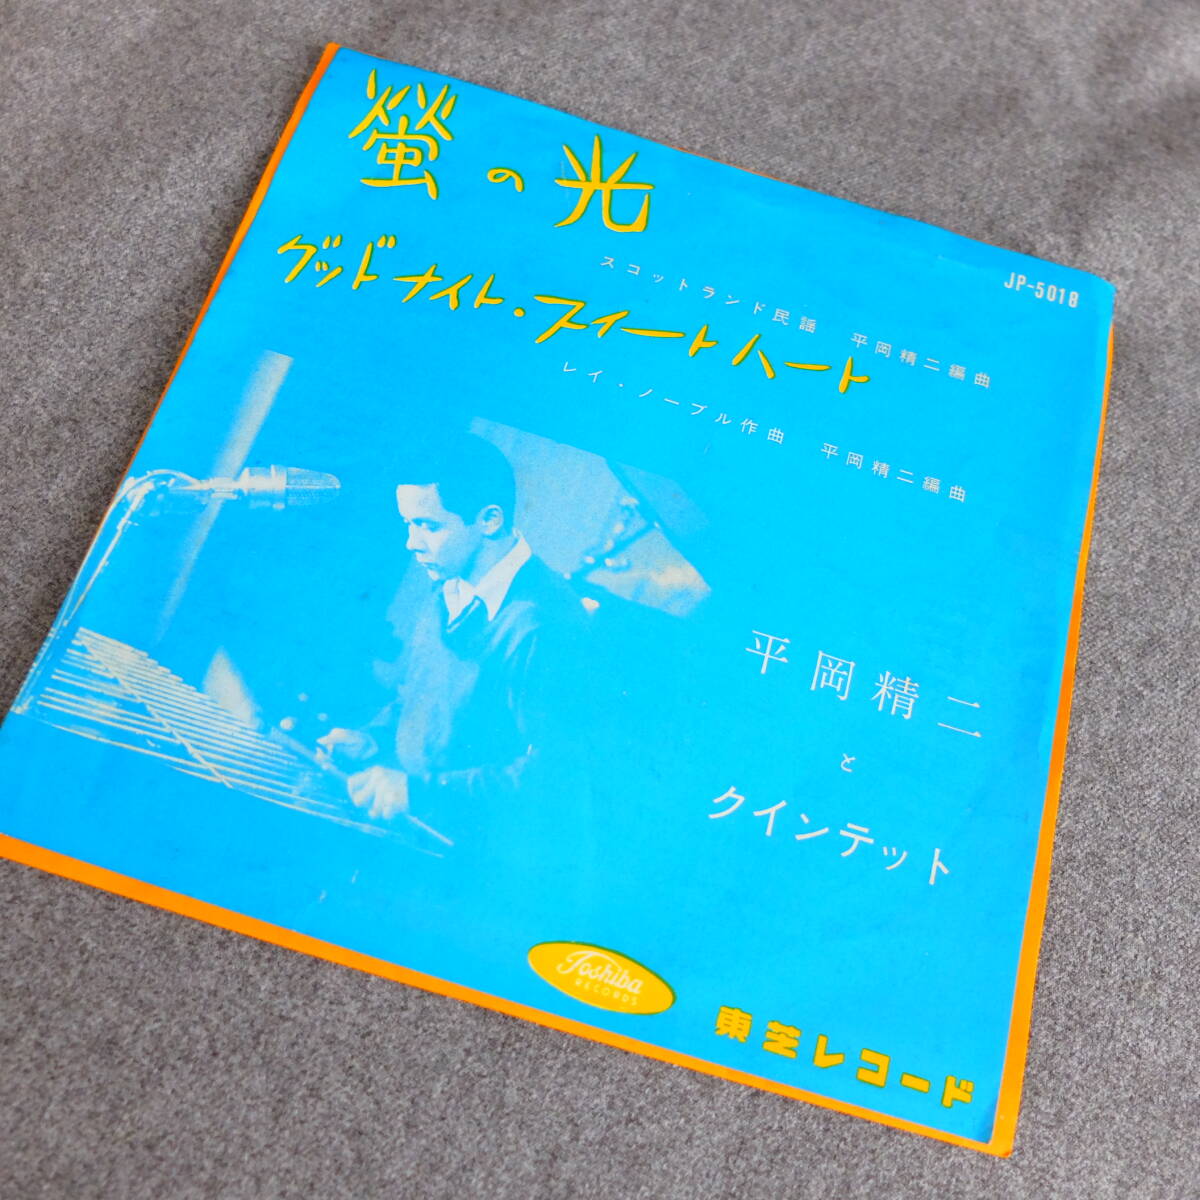 螢の光
スコットランド民謡　平岡精二編曲
JP-5018
グッドナイト・スイートハート
レイ・ノーブル作曲　平岡精二編曲
平岡精二
と
クインテット
Toshiba
RECORDS
東芝レコード